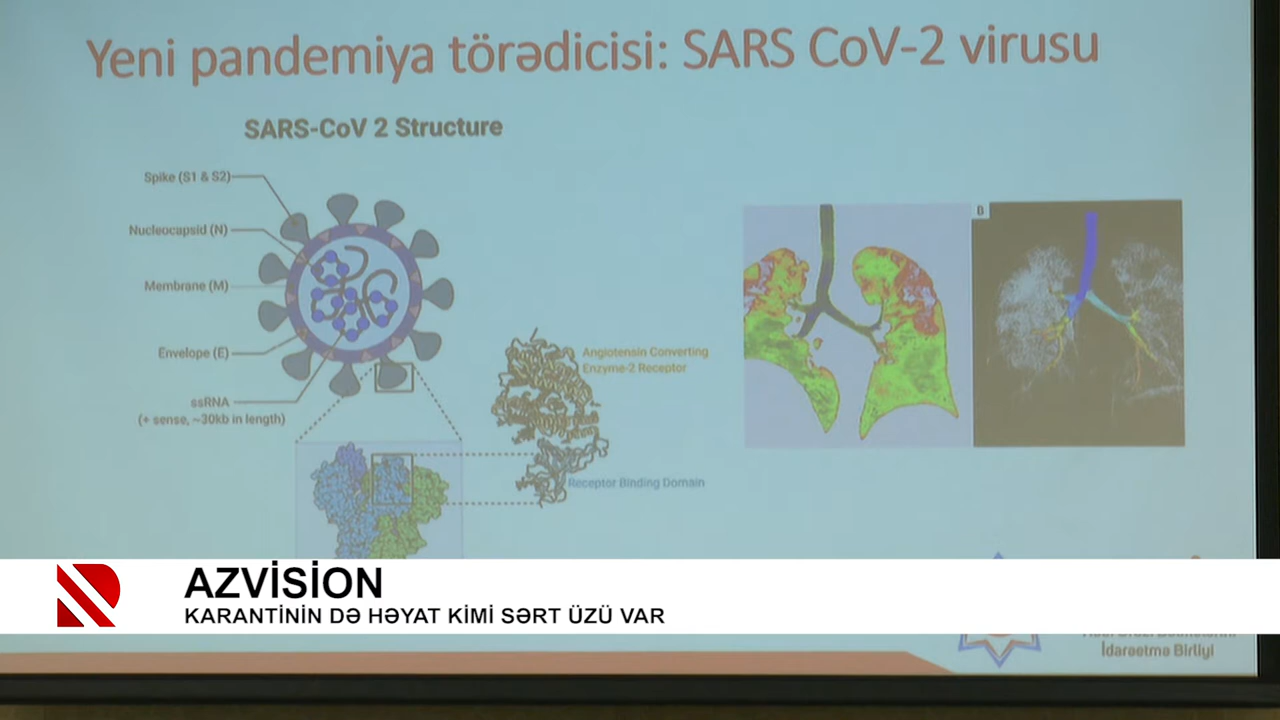 Yeni pandemiya törədicisi: SARS CoV-2 virusu
SARS-CoV 2 Structure
Spike (S1 & S2)
Nucleocapsid (N)
Membrane (M)
Envelope (E)
ssRNA
(+ sense, ~30kb in length)
Angiotensin Converting
Enzyme-2 Receptor
Receptor Binding Domain
B
AZVİSİON
KARANTİNİN DƏ HƏYAT KİMİ SƏRT ÜZÜ VAR
İdarəetmə Birliyi